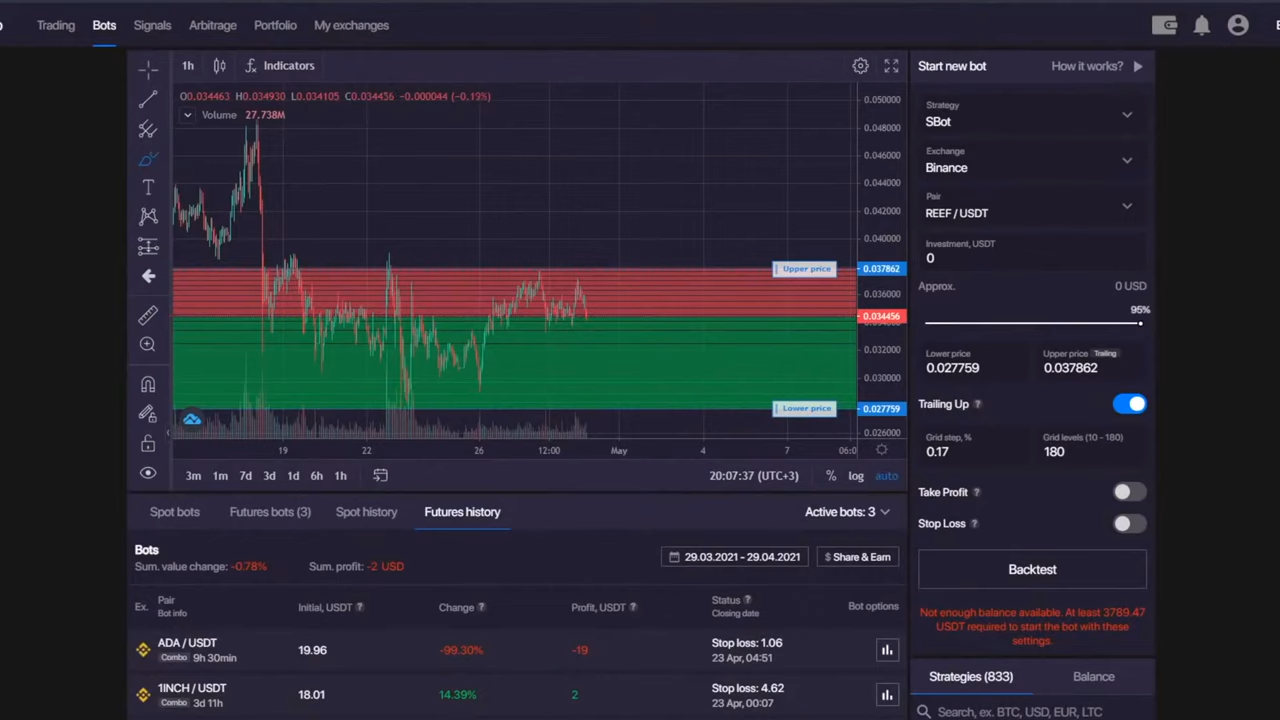 Trading Bots Signals Arbitrage Portfolio My exchanges
1h Indicators
O0.034463 H0.034930 L0.034105 C0.034456 -0.000044 (-0.13%)
Volume 27.738M
0.050000
0.048000
0.046000
0.044000
0.042000
0.040000
Upper price 0.037862
0.036000
0.034456
0.032000
0.030000
Lower price 0.027759
0.026000
19 22 26 12:00 May 4 7 06:0
3m 1m 7d 3d 1d 6h 1h 20:07:37 (UTC+3) % log auto
Spot bots Futures bots (3) Spot history Futures history Active bots: 3
Bots
Sum. value change: -0.78% Sum. profit: -2 USD
29.03.2021 - 29.04.2021 $ Share & Earn
Ex. Pair Initial, USDT ? Change ? Profit, USDT ? Status ? Bot options
Bot info Closing date
ADA / USDT 19.96 -99.30% -19 Stop loss: 1.06
Combo 9h 30min 23 Apr, 04:51
1INCH / USDT 18.01 14.39% 2 Stop loss: 4.62
Combo 3d 11h 23 Apr, 00:07
Start new bot How it works?
Strategy
SBot
Exchange
Binance
Pair
REEF / USDT
Investment, USDT
0
Approx. 0 USD
95%
Lower price Upper price Trailing
0.027759 0.037862
Trailing Up ?
Grid step, % Grid levels (10 - 180)
0.17 180
Take Profit ?
Stop Loss ?
Backtest
Not enough balance available. At least 3789.47
USDT required to start the bot with these
settings.
Strategies (833) Balance
Search, ex. BTC, USD, EUR, LTC